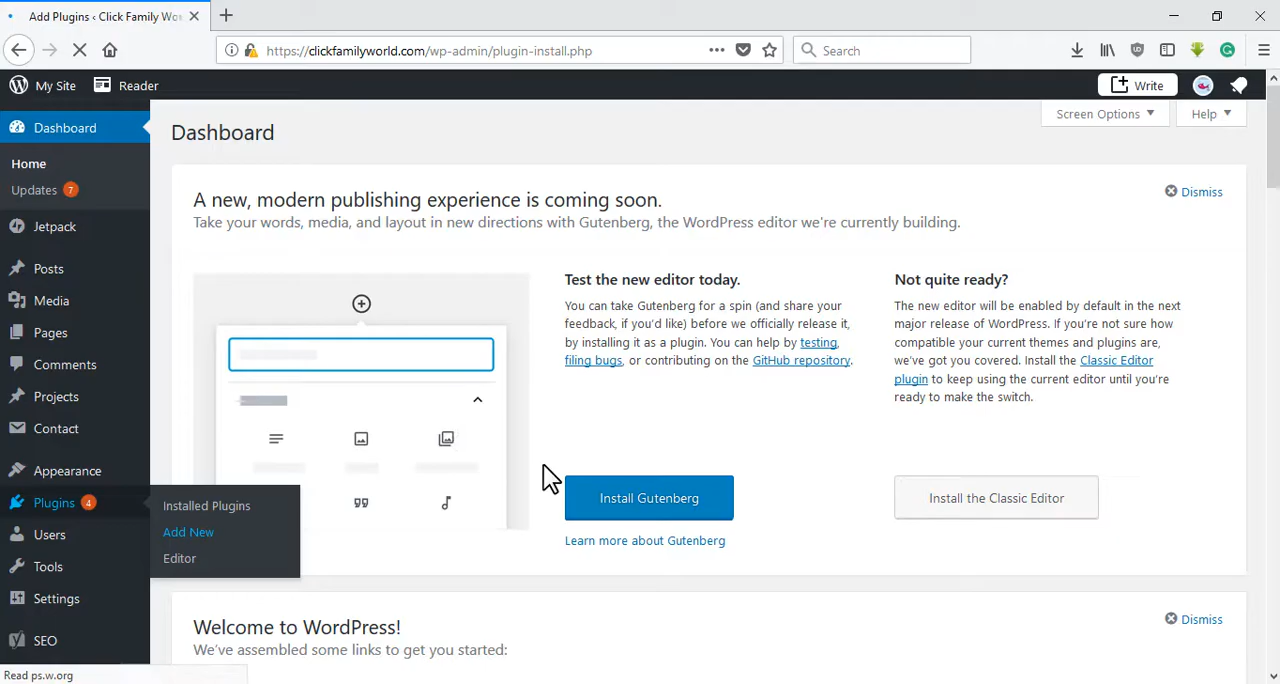 Add Plugins ‹ Click Family Wo
https://clickfamilyworld.com/wp-admin/plugin-install.php
Search
My Site
Reader
Write
Dashboard
Home
Updates 7
Jetpack
Posts
Media
Pages
Comments
Projects
Contact
Appearance
Plugins 4
Users
Tools
Settings
SEO
Installed Plugins
Add New
Editor
Read ps.w.org
Dashboard
Screen Options
Help
A new, modern publishing experience is coming soon.
Dismiss
Take your words, media, and layout in new directions with Gutenberg, the WordPress editor we're currently building.
Test the new editor today.
You can take Gutenberg for a spin (and share your
feedback, if you'd like) before we officially release it,
by installing it as a plugin. You can help by testing,
filing bugs, or contributing on the GitHub repository.
Install Gutenberg
Learn more about Gutenberg
Not quite ready?
The new editor will be enabled by default in the next
major release of WordPress. If you're not sure how
compatible your current themes and plugins are,
we've got you covered. Install the Classic Editor
plugin to keep using the current editor until you're
ready to make the switch.
Install the Classic Editor
Welcome to WordPress!
Dismiss
We've assembled some links to get you started: